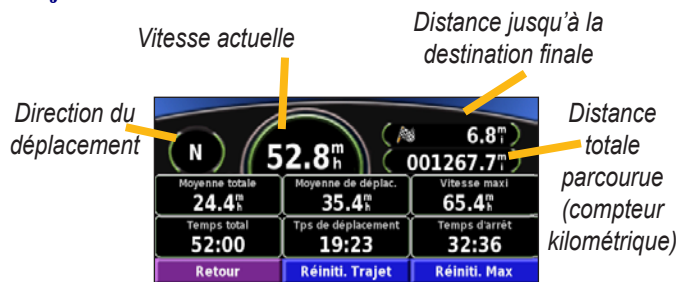 Vitesse actuelle
Distance jusqu'à la
destination finale
Direction du
déplacement
Distance
totale
parcourue
(compteur
kilométrique)
N
52.8 m/h
6.8 m/i
001267.7 m/i
Moyenne totale
24.4 m/h
Moyenne de déplac.
35.4 m/h
Vitesse maxi
65.4 m/h
Temps total
52:00
Tps de déplacement
19:23
Temps d'arrêt
32:36
Retour
Réiniti. Trajet
Réiniti. Max